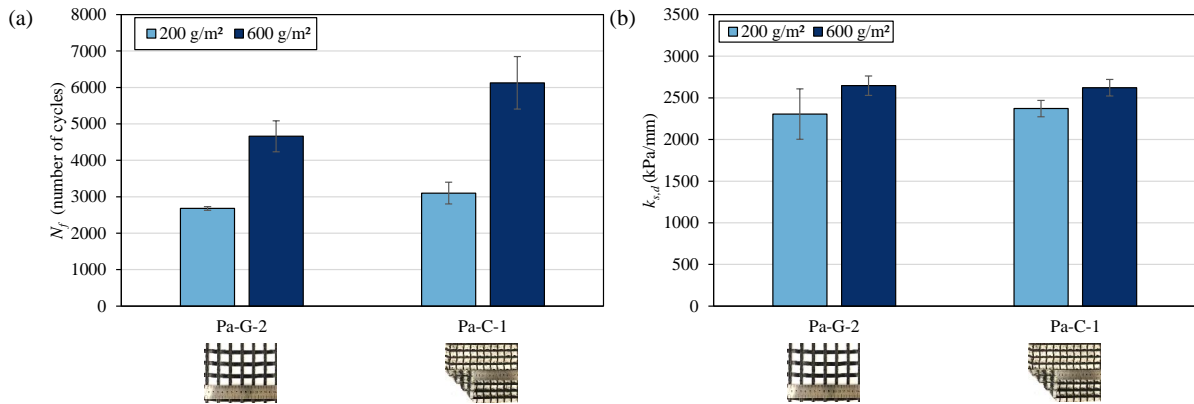 (a)
8000
7000
6000
5000
4000
3000
2000
1000
0
N_f (number of cycles)
200 g/m² 600 g/m²
Pa-G-2 Pa-C-1
(b)
3500
3000
2500
2000
1500
1000
500
0
k_{s,d} (kPa/mm)
200 g/m² 600 g/m²
Pa-G-2 Pa-C-1